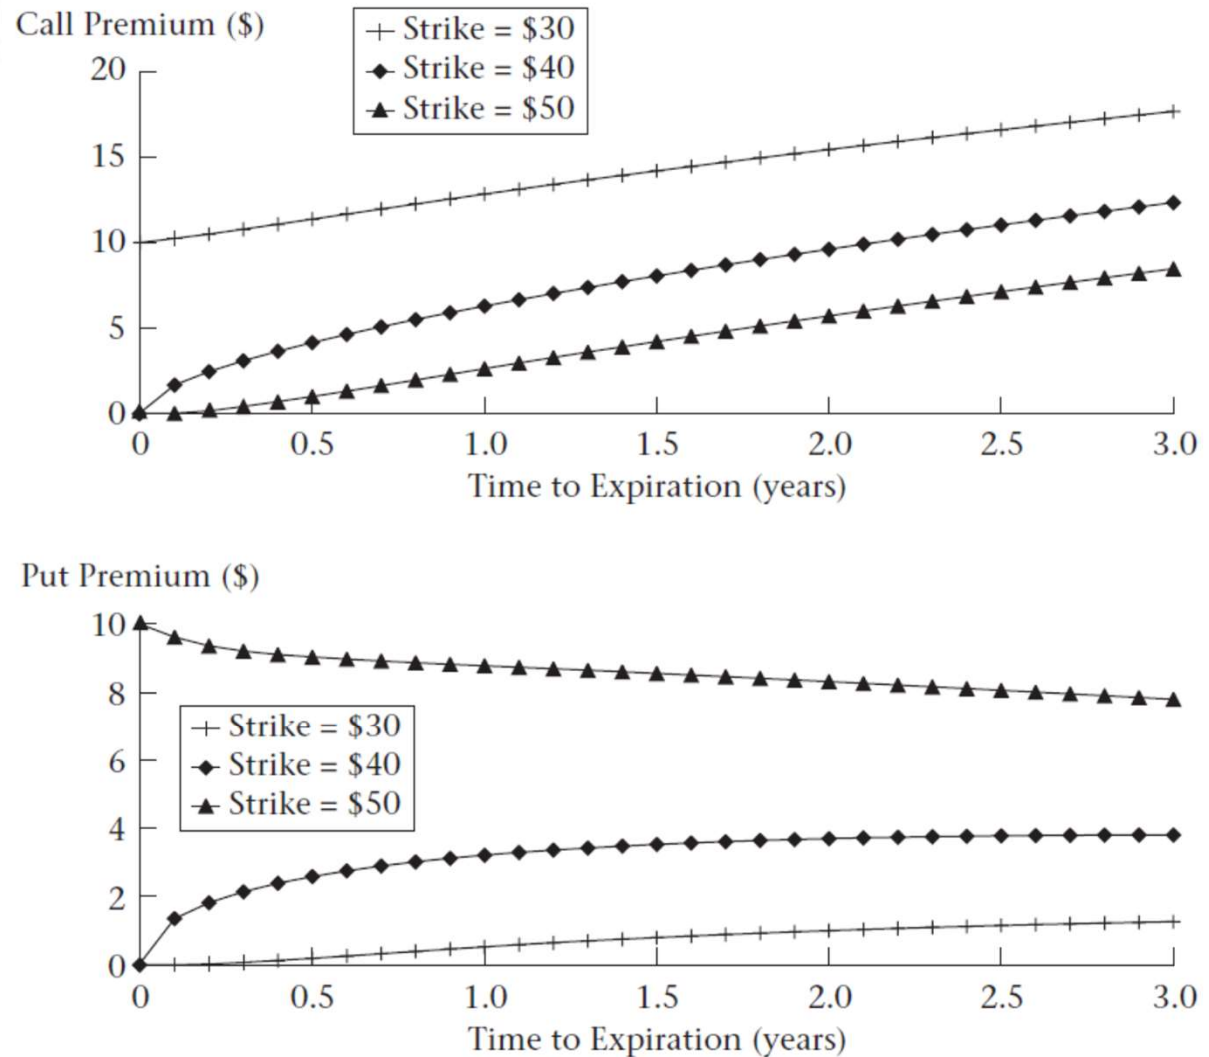 Call Premium ($)
Strike = $30
Strike = $40
Strike = $50
20
15
10
5
0
0 0.5 1.0 1.5 2.0 2.5 3.0
Time to Expiration (years)
Put Premium ($)
10
8
Strike = $30
6
Strike = $40
Strike = $50
4
2
0
0 0.5 1.0 1.5 2.0 2.5 3.0
Time to Expiration (years)